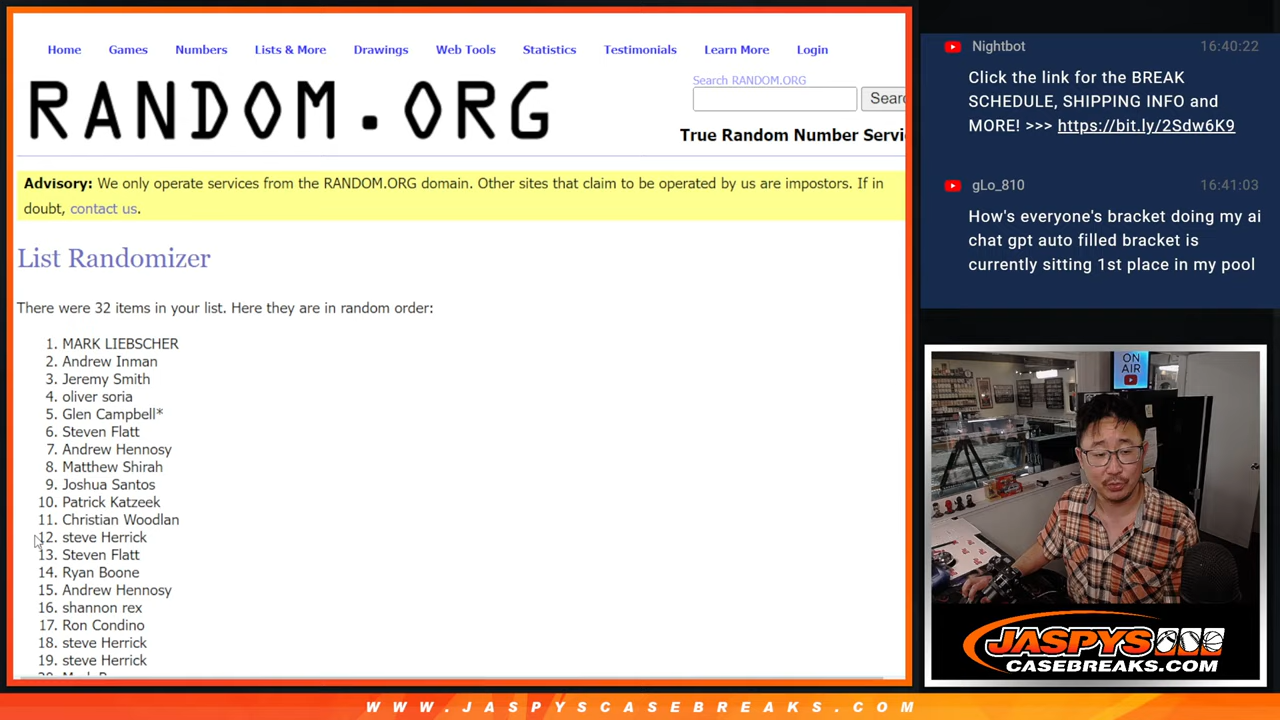 Home Games Numbers Lists & More Drawings Web Tools Statistics Testimonials Learn More Login
RANDOM.ORG
Search RANDOM.ORG
Sear
True Random Number Servi
Advisory: We only operate services from the RANDOM.ORG domain. Other sites that claim to be operated by us are impostors. If in
doubt, contact us.
List Randomizer
There were 32 items in your list. Here they are in random order:
1. MARK LIEBSCHER
2. Andrew Inman
3. Jeremy Smith
4. oliver soria
5. Glen Campbell*
6. Steven Flatt
7. Andrew Hennosy
8. Matthew Shirah
9. Joshua Santos
10. Patrick Katzeek
11. Christian Woodlan
12. steve Herrick
13. Steven Flatt
14. Ryan Boone
15. Andrew Hennosy
16. shannon rex
17. Ron Condino
18. steve Herrick
19. steve Herrick
Nightbot 16:40:22
Click the link for the BREAK
SCHEDULE, SHIPPING INFO and
MORE! >>> https://bit.ly/2Sdw6K9
gLo_810 16:41:03
How's everyone's bracket doing my ai
chat gpt auto filled bracket is
currently sitting 1st place in my pool
ON
AIR
JASPYS
CASEBREAKS.COM
WWW.JASPYSCASEBREAKS.COM